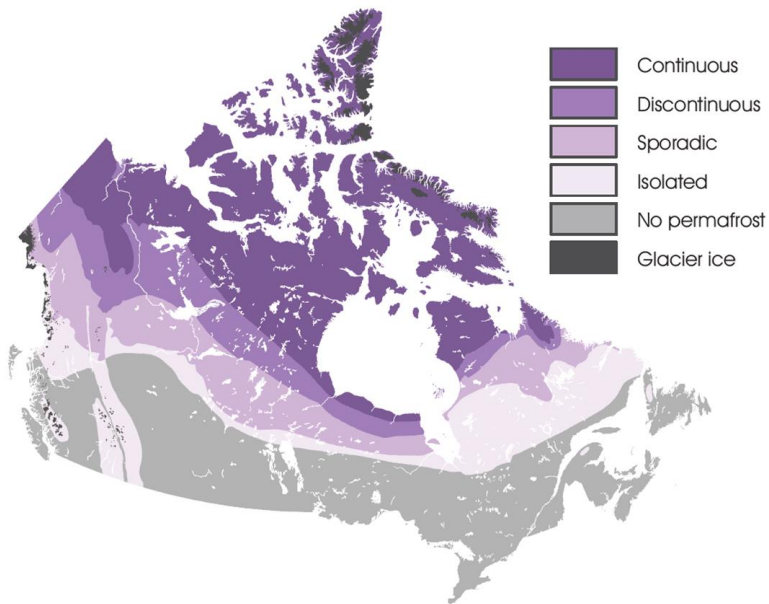 Continuous
Discontinuous
Sporadic
Isolated
No permafrost
Glacier ice